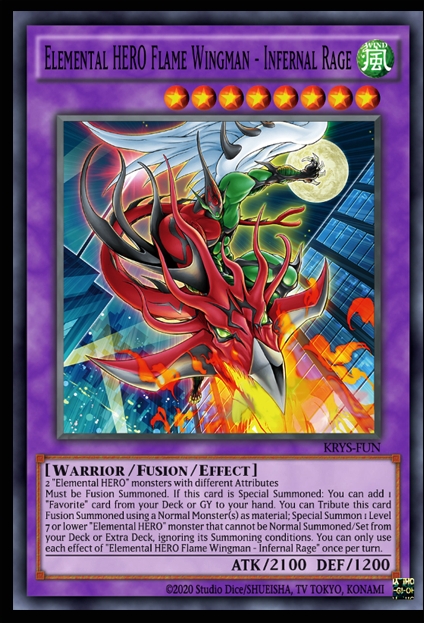 Elemental HERO Flame Wingman - Infernal Rage
WIND
風
KRYS-FUN
[ Warrior /Fusion /Effect ]
2 "Elemental HERO" monsters with different Attributes
Must be Fusion Summoned. If this card is Special Summoned: You can add 1
"Favorite" card from your Deck or GY to your hand. You can Tribute this card
Fusion Summoned using a Normal Monster(s) as material; Special Summon 1 Level
7 or lower "Elemental HERO" monster that cannot be Normal Summoned/Set from
your Deck or Extra Deck, ignoring its Summoning conditions. You can only use
each effect of "Elemental HERO Flame Wingman - Infernal Rage" once per turn.
ATK/2100 DEF/1200
©2020 Studio Dice/SHUEISHA, TV TOKYO, KONAMI